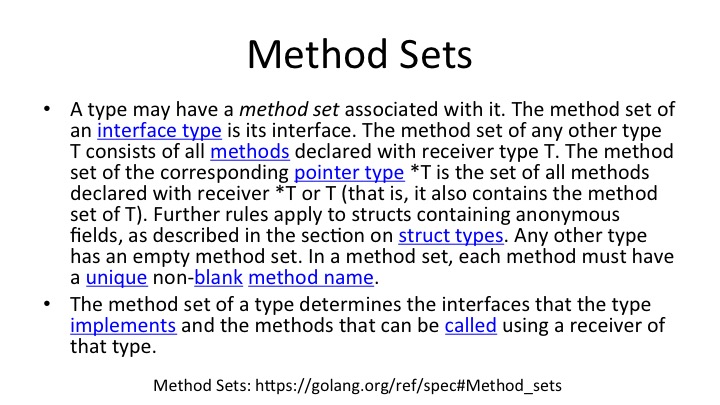 Method Sets
• A type may have a method set associated with it. The method set of
an interface type is its interface. The method set of any other type
T consists of all methods declared with receiver type T. The method
set of the corresponding pointer type *T is the set of all methods
declared with receiver *T or T (that is, it also contains the method
set of T). Further rules apply to structs containing anonymous
fields, as described in the section on struct types. Any other type
has an empty method set. In a method set, each method must have
a unique non-blank method name.
• The method set of a type determines the interfaces that the type
implements and the methods that can be called using a receiver of
that type.
Method Sets: https://golang.org/ref/spec#Method_sets